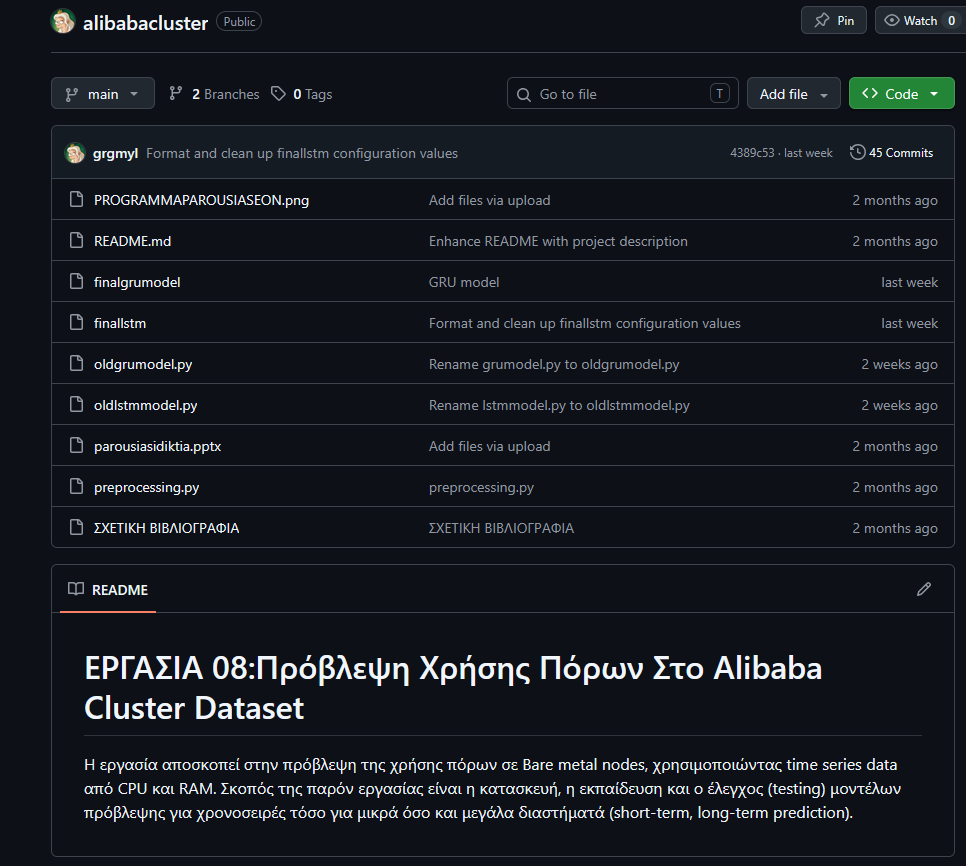 alibabacluster Public Pin Watch 0
main 2 Branches 0 Tags Go to file T Add file Code
grgmyl Format and clean up finallstm configuration values 4389c53 · last week 45 Commits
PROGRAMMAPAROUSIASEON.png Add files via upload 2 months ago
README.md Enhance README with project description 2 months ago
finalgrumodel GRU model last week
finallstm Format and clean up finallstm configuration values last week
oldgrumodel.py Rename grumodel.py to oldgrumodel.py 2 weeks ago
oldlstmmodel.py Rename lstmmodel.py to oldlstmmodel.py 2 weeks ago
parousiasidiktia.pptx Add files via upload 2 months ago
preprocessing.py preprocessing.py 2 months ago
ΣΧΕΤΙΚΗ ΒΙΒΛΙΟΓΡΑΦΙΑ ΣΧΕΤΙΚΗ ΒΙΒΛΙΟΓΡΑΦΙΑ 2 months ago
README
ΕΡΓΑΣΙΑ 08:Πρόβλεψη Χρήσης Πόρων Στο Alibaba
Cluster Dataset
Η εργασία αποσκοπεί στην πρόβλεψη της χρήσης πόρων σε Bare metal nodes, χρησιμοποιώντας time series data
από CPU και RAM. Σκοπός της παρόν εργασίας είναι η κατασκευή, η εκπαίδευση και ο έλεγχος (testing) μοντέλων
πρόβλεψης για χρονοσειρές τόσο για μικρά όσο και μεγάλα διαστήματά (short-term, long-term prediction).